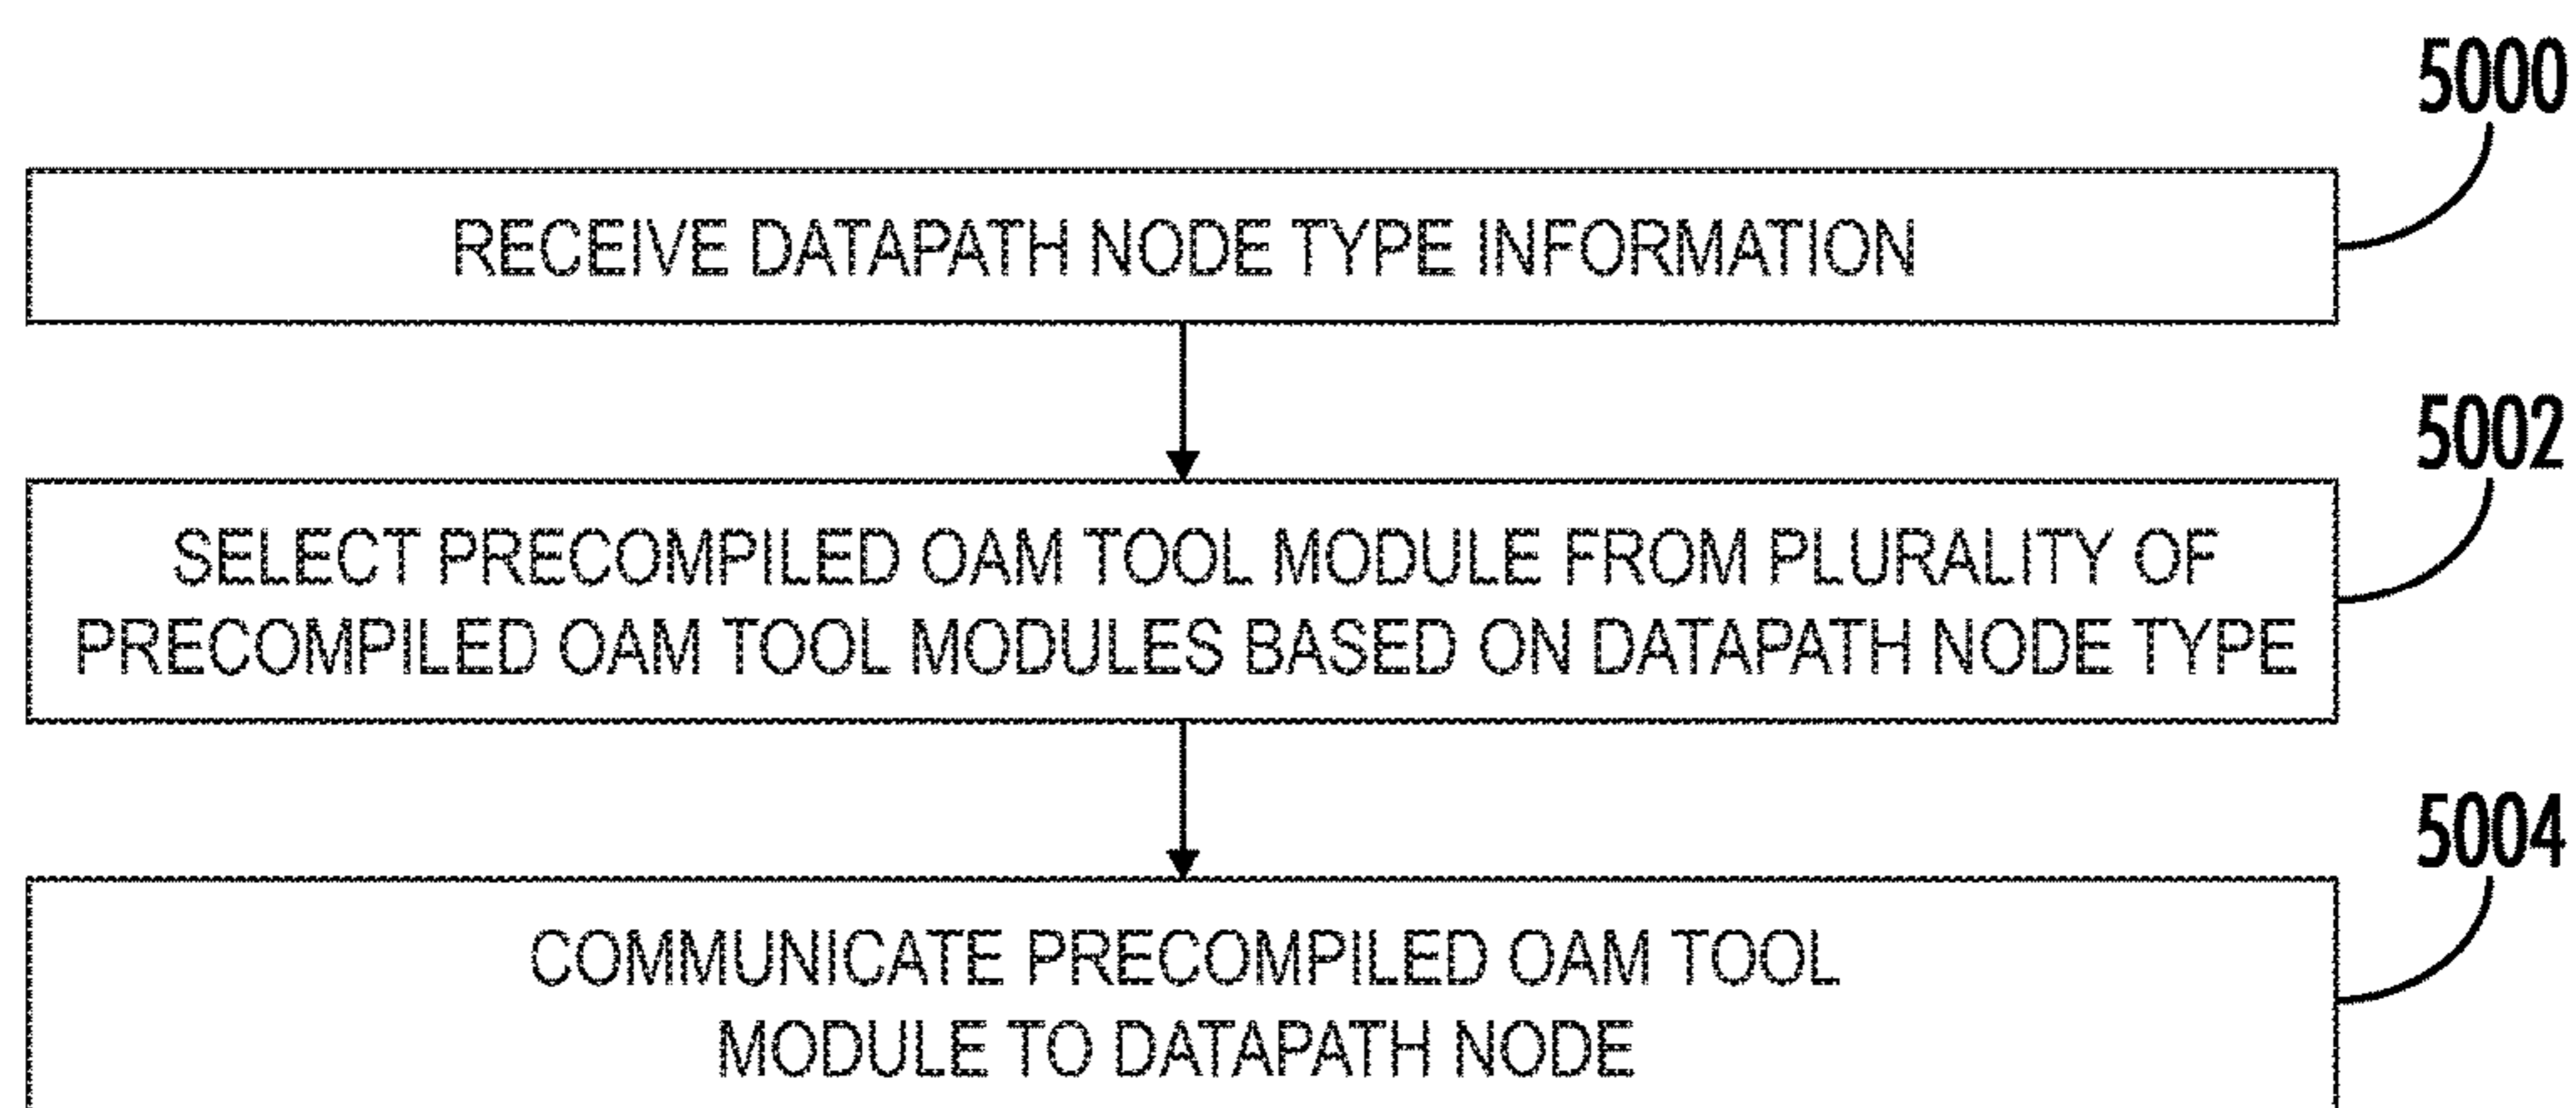 5000
RECEIVE DATAPATH NODE TYPE INFORMATION
5002
SELECT PRECOMPILED OAM TOOL MODULE FROM PLURALITY OF
PRECOMPILED OAM TOOL MODULES BASED ON DATAPATH NODE TYPE
5004
COMMUNICATE PRECOMPILED OAM TOOL
MODULE TO DATAPATH NODE